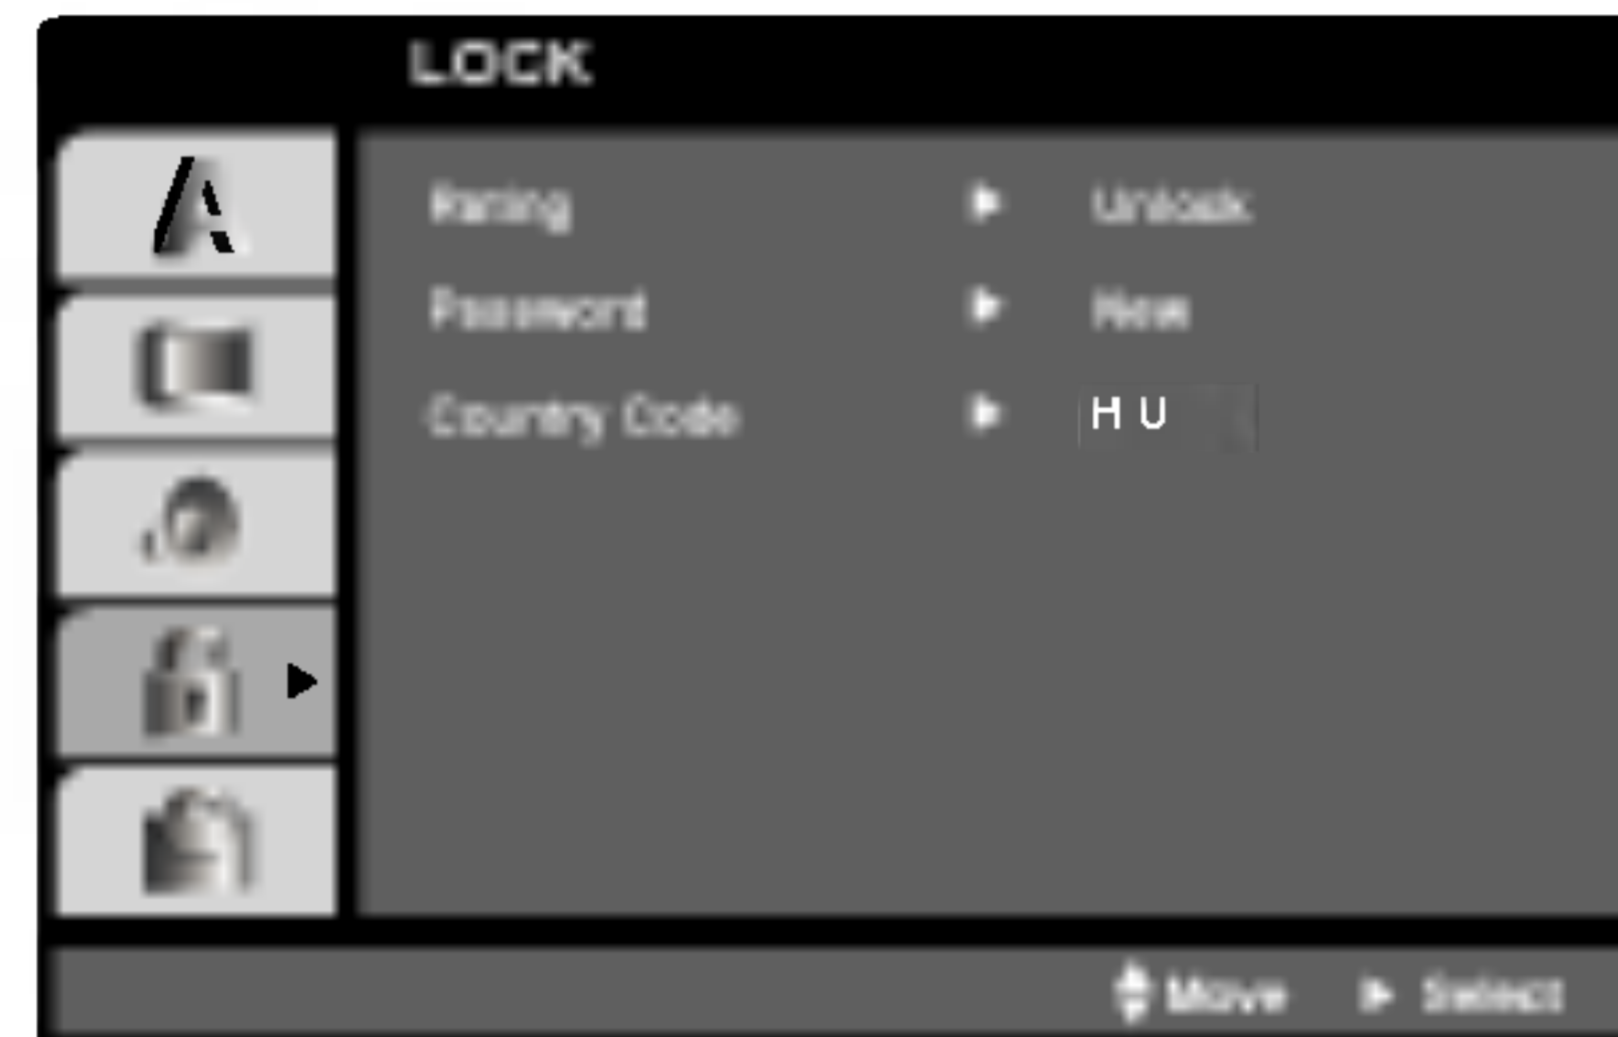 LOCK
Rating ▶ Unlock
Password ▶ New
Country Code ▶ H U
Move ▶ Select